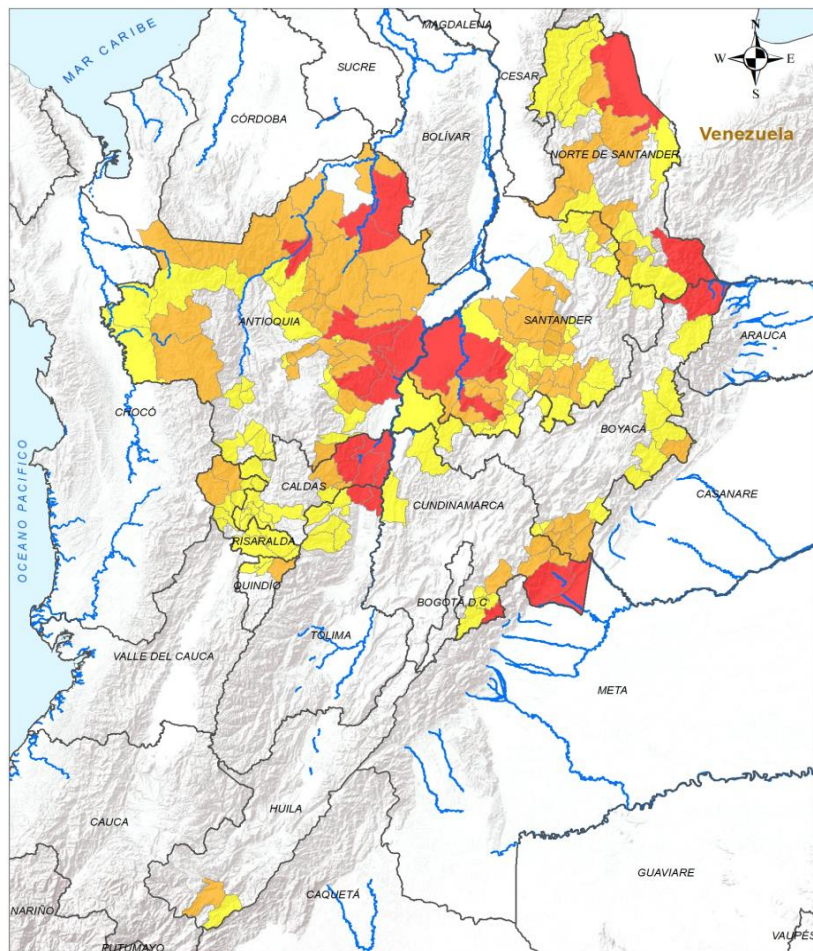 MAGDALENA
N
W E
S
MAR CARIBE
SUCRE
CESAR
CÓRDOBA
BOLÍVAR
Venezuela
NORTE DE SANTANDER
ANTIOQUIA
SANTANDER
ARAUCA
CHOCÓ
BOYACÁ
OCEANO PACIFICO
CALDAS
CUNDINAMARCA
CASANARE
RISARALDA
QUINDÍO
BOGOTÁ D.C
TOLIMA
VALLE DEL CAUCA
META
HUILA
CAUCA
GUAVIARE
CAQUETÁ
NARIÑO
PUTUMAYO
VAUPÉS